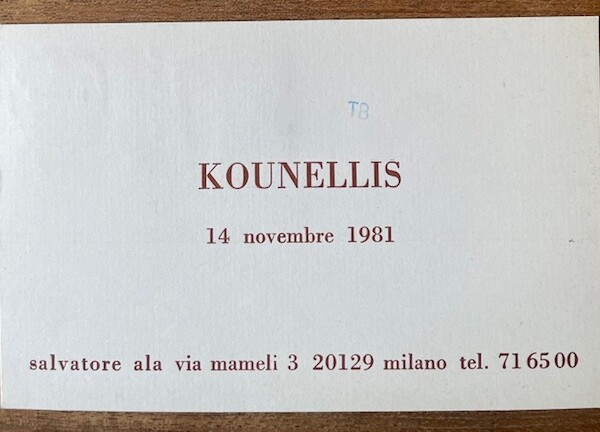 TB
KOUNELLIS
14 novembre 1981
salvatore ala via mameli 3 20129 milano tel. 716500